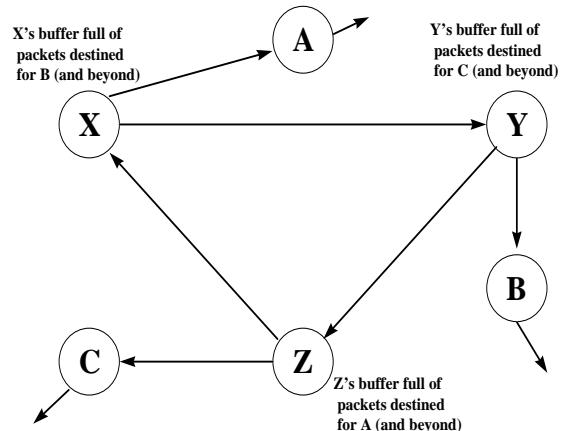 X's buffer full of
packets destined
for B (and beyond)
A
Y's buffer full of
packets destined
for C (and beyond)
X
Y
B
C
Z
Z's buffer full of
packets destined
for A (and beyond)